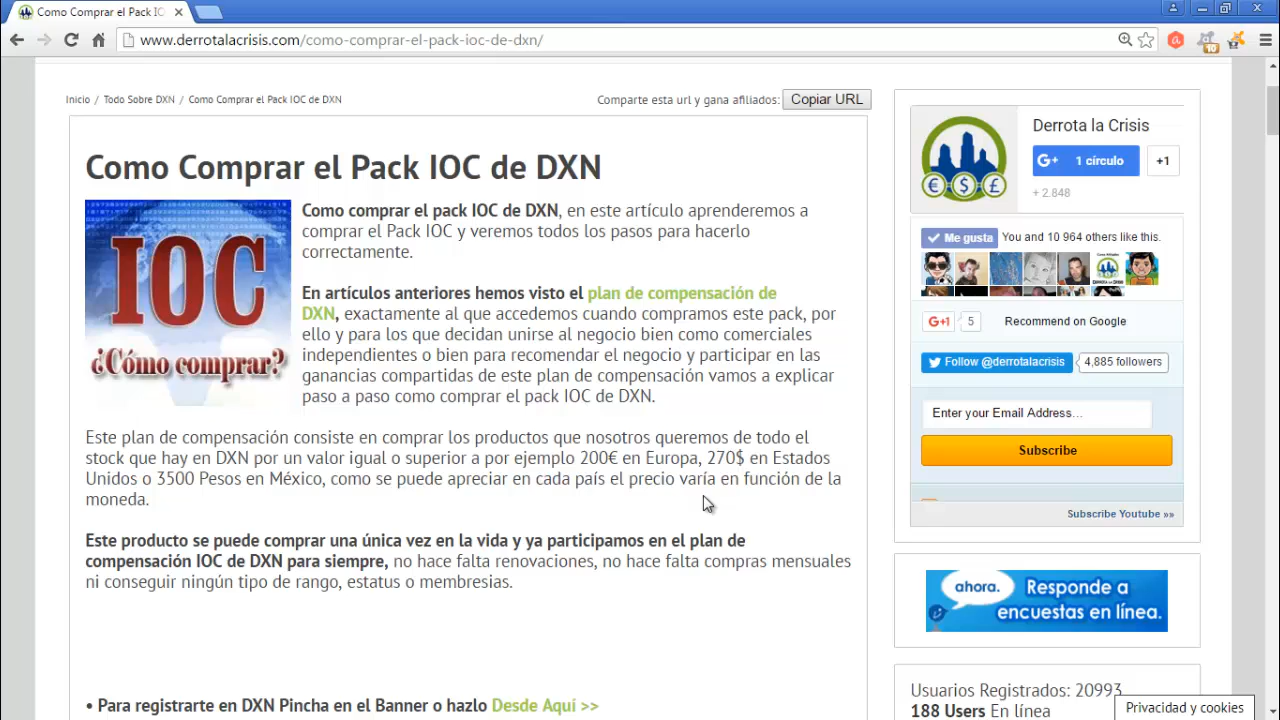 Como Comprar el Pack IO
www.derrotalacrisis.com/como-comprar-el-pack-ioc-de-dxn/
10
Inicio / Todo Sobre DXN / Como Comprar el Pack IOC de DXN
Comparte esta url y gana afiliados: Copiar URL
Como Comprar el Pack IOC de DXN
IOC
¿Cómo comprar?
Como comprar el pack IOC de DXN, en este artículo aprenderemos a
comprar el Pack IOC y veremos todos los pasos para hacerlo
correctamente.
En artículos anteriores hemos visto el plan de compensación de
DXN, exactamente al que accedemos cuando compramos este pack, por
ello y para los que decidan unirse al negocio bien como comerciales
independientes o bien para recomendar el negocio y participar en las
ganancias compartidas de este plan de compensación vamos a explicar
paso a paso como comprar el pack IOC de DXN.
Este plan de compensación consiste en comprar los productos que nosotros queremos de todo el
stock que hay en DXN por un valor igual o superior a por ejemplo 200€ en Europa, 270$ en Estados
Unidos o 3500 Pesos en México, como se puede apreciar en cada país el precio varía en función de la
moneda.
Este producto se puede comprar una única vez en la vida y ya participamos en el plan de
compensación IOC de DXN para siempre, no hace falta renovaciones, no hace falta compras mensuales
ni conseguir ningún tipo de rango, estatus o membresias.
• Para registrarte en DXN Pincha en el Banner o hazlo Desde Aquí >>
€ $ £
Derrota la Crisis
G+ 1 círculo +1
+ 2.848
Me gusta You and 10 964 others like this.
G+1 5 Recommend on Google
Follow @derrotalacrisis 4,885 followers
Enter your Email Address...
Subscribe
Subscribe Youtube »»
ahora. Responde a
encuestas en línea.
Usuarios Registrados: 20993
188 Users En línea
Privacidad y cookies